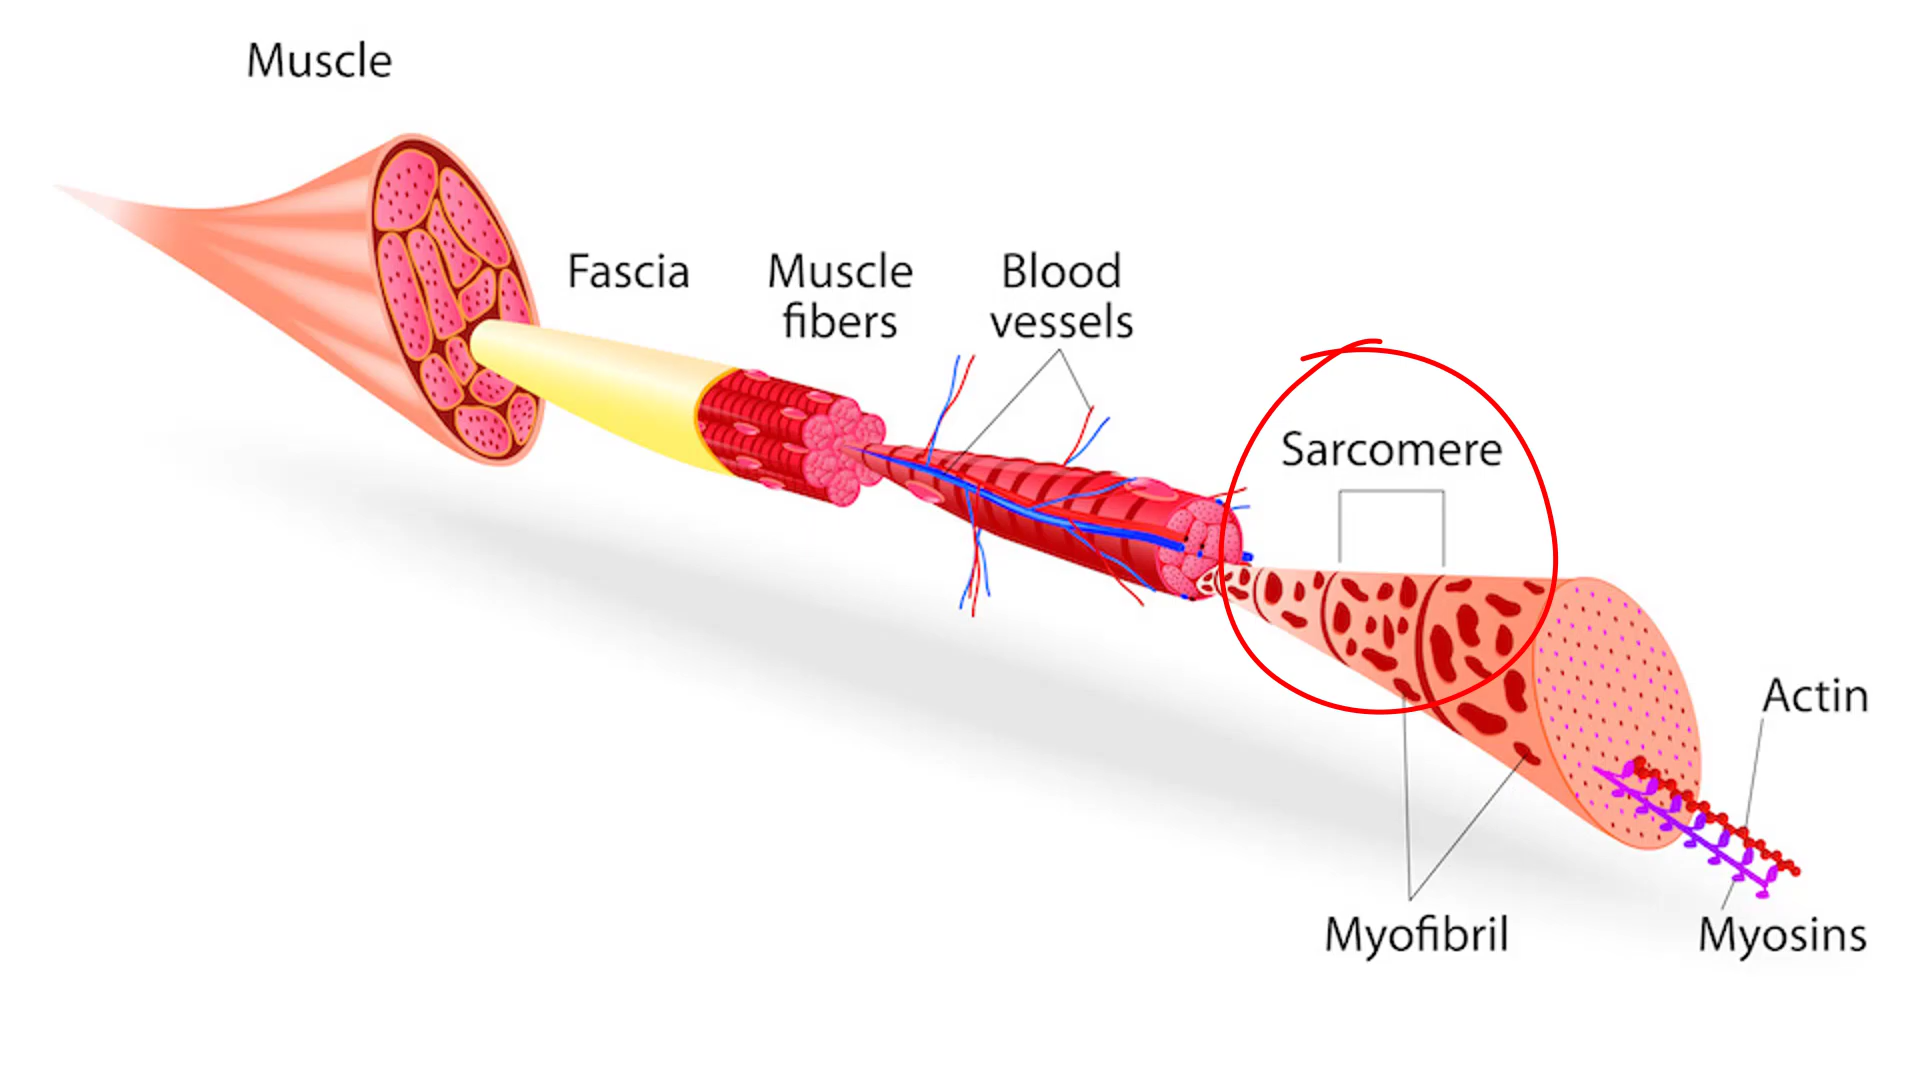 Muscle
Fascia
Muscle
fibers
Blood
vessels
Sarcomere
Actin
Myofibril
Myosins